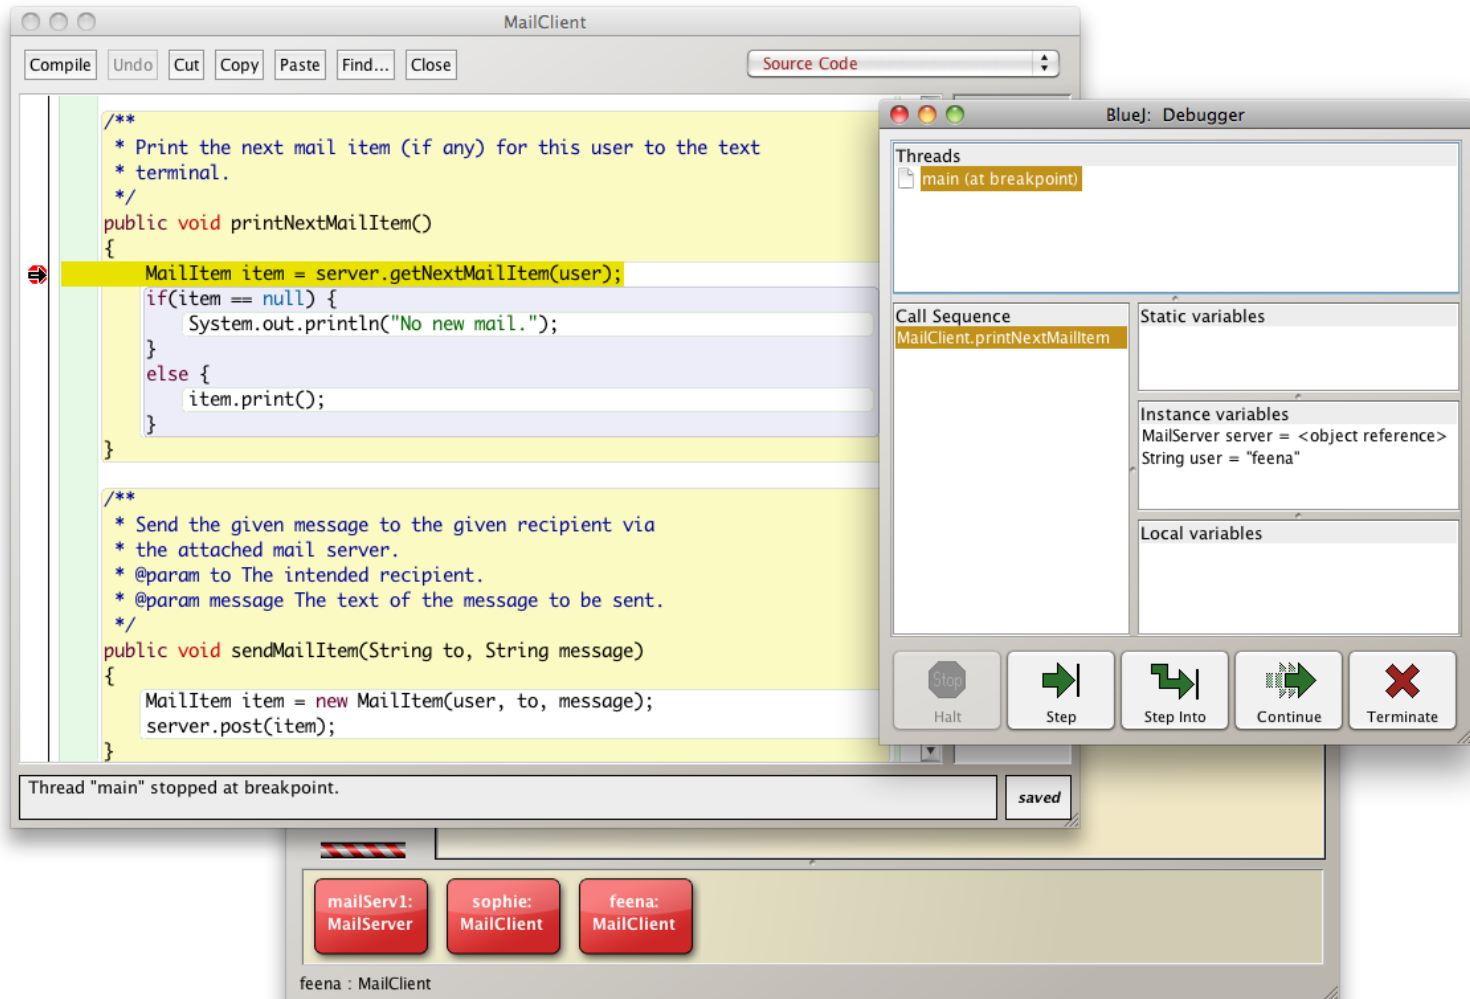 MailClient
Compile Undo Cut Copy Paste Find... Close Source Code
/**
* Print the next mail item (if any) for this user to the text
* terminal.
*/
public void printNextMailItem()
{
MailItem item = server.getNextMailItem(user);
if(item == null) {
System.out.println("No new mail.");
}
else {
item.print();
}
}
/**
* Send the given message to the given recipient via
* the attached mail server.
* @param to The intended recipient.
* @param message The text of the message to be sent.
*/
public void sendMailItem(String to, String message)
{
MailItem item = new MailItem(user, to, message);
server.post(item);
}
Thread "main" stopped at breakpoint.
saved
BlueJ: Debugger
Threads
main (at breakpoint)
Call Sequence
MailClient.printNextMailItem
Static variables
Instance variables
MailServer server = <object reference>
String user = "feena"
Local variables
Stop
Halt Step Step Into Continue Terminate
mailServ1:
MailServer
sophie:
MailClient
feena:
MailClient
feena : MailClient